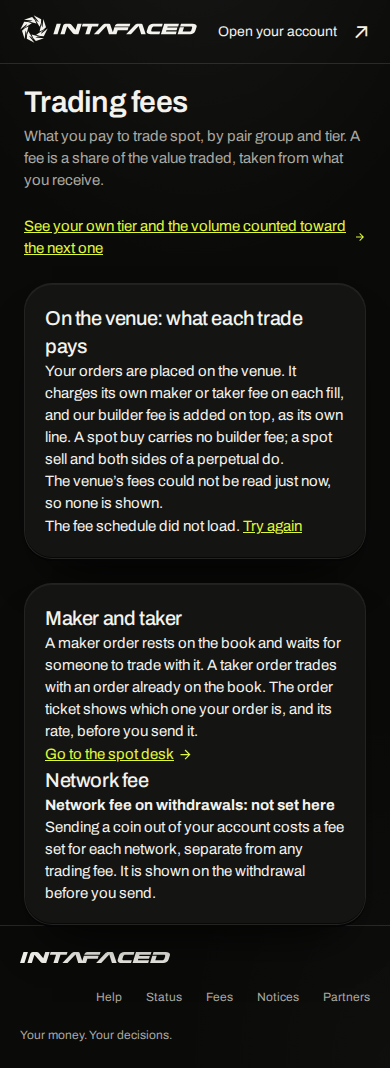 INTAFACED
Open your account
Trading fees
What you pay to trade spot, by pair group and tier. A
fee is a share of the value traded, taken from what
you receive.
See your own tier and the volume counted toward
the next one
On the venue: what each trade
pays
Your orders are placed on the venue. It
charges its own maker or taker fee on each fill,
and our builder fee is added on top, as its own
line. A spot buy carries no builder fee; a spot
sell and both sides of a perpetual do.
The venue's fees could not be read just now,
so none is shown.
The fee schedule did not load. Try again
Maker and taker
A maker order rests on the book and waits for
someone to trade with it. A taker order trades
with an order already on the book. The order
ticket shows which one your order is, and its
rate, before you send it.
Go to the spot desk
Network fee
Network fee on withdrawals: not set here
Sending a coin out of your account costs a fee
set for each network, separate from any
trading fee. It is shown on the withdrawal
before you send.
INTAFACED
Help Status Fees Notices Partners
Your money. Your decisions.